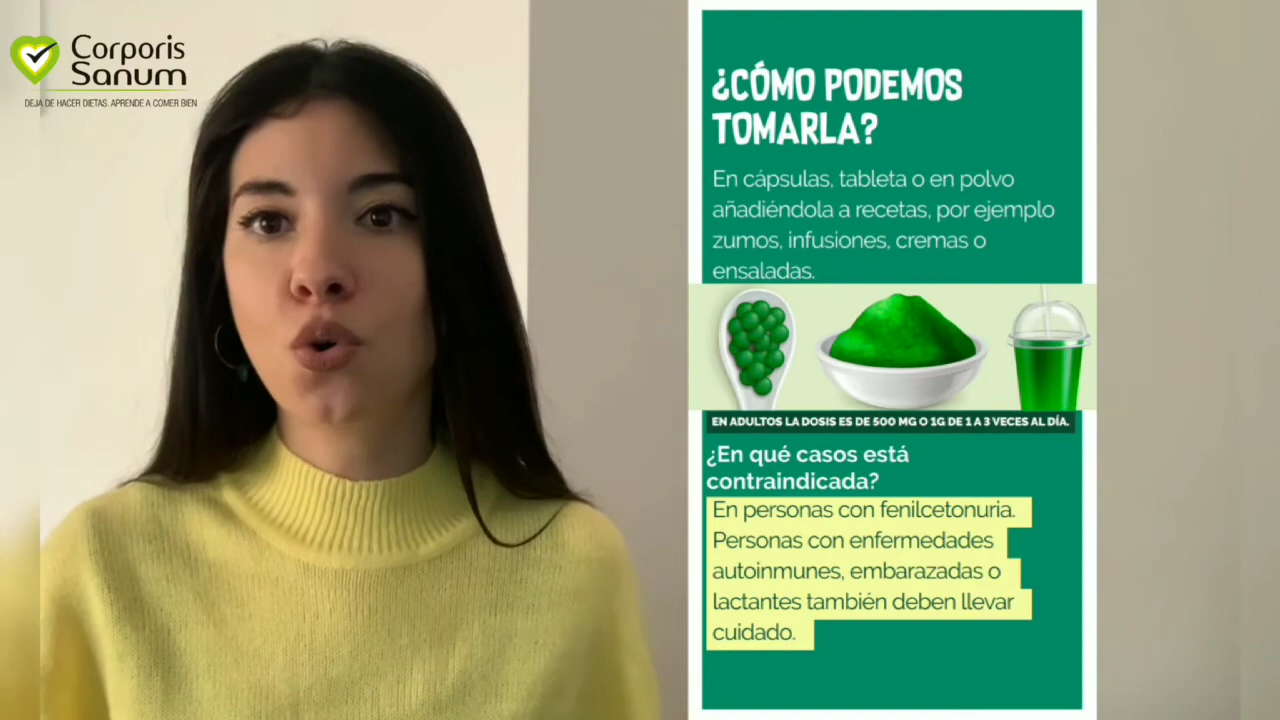 Corporis
Sanum
DEJA DE HACER DIETAS. APRENDE A COMER BIEN
¿CÓMO PODEMOS
TOMARLA?
En cápsulas, tableta o en polvo
añadiéndola a recetas, por ejemplo
zumos, infusiones, cremas o
ensaladas.
EN ADULTOS LA DOSIS ES DE 500 MG O 1G DE 1 A 3 VECES AL DÍA.
¿En qué casos está
contraindicada?
En personas con fenilcetonuria.
Personas con enfermedades
autoinmunes, embarazadas o
lactantes también deben llevar
cuidado.